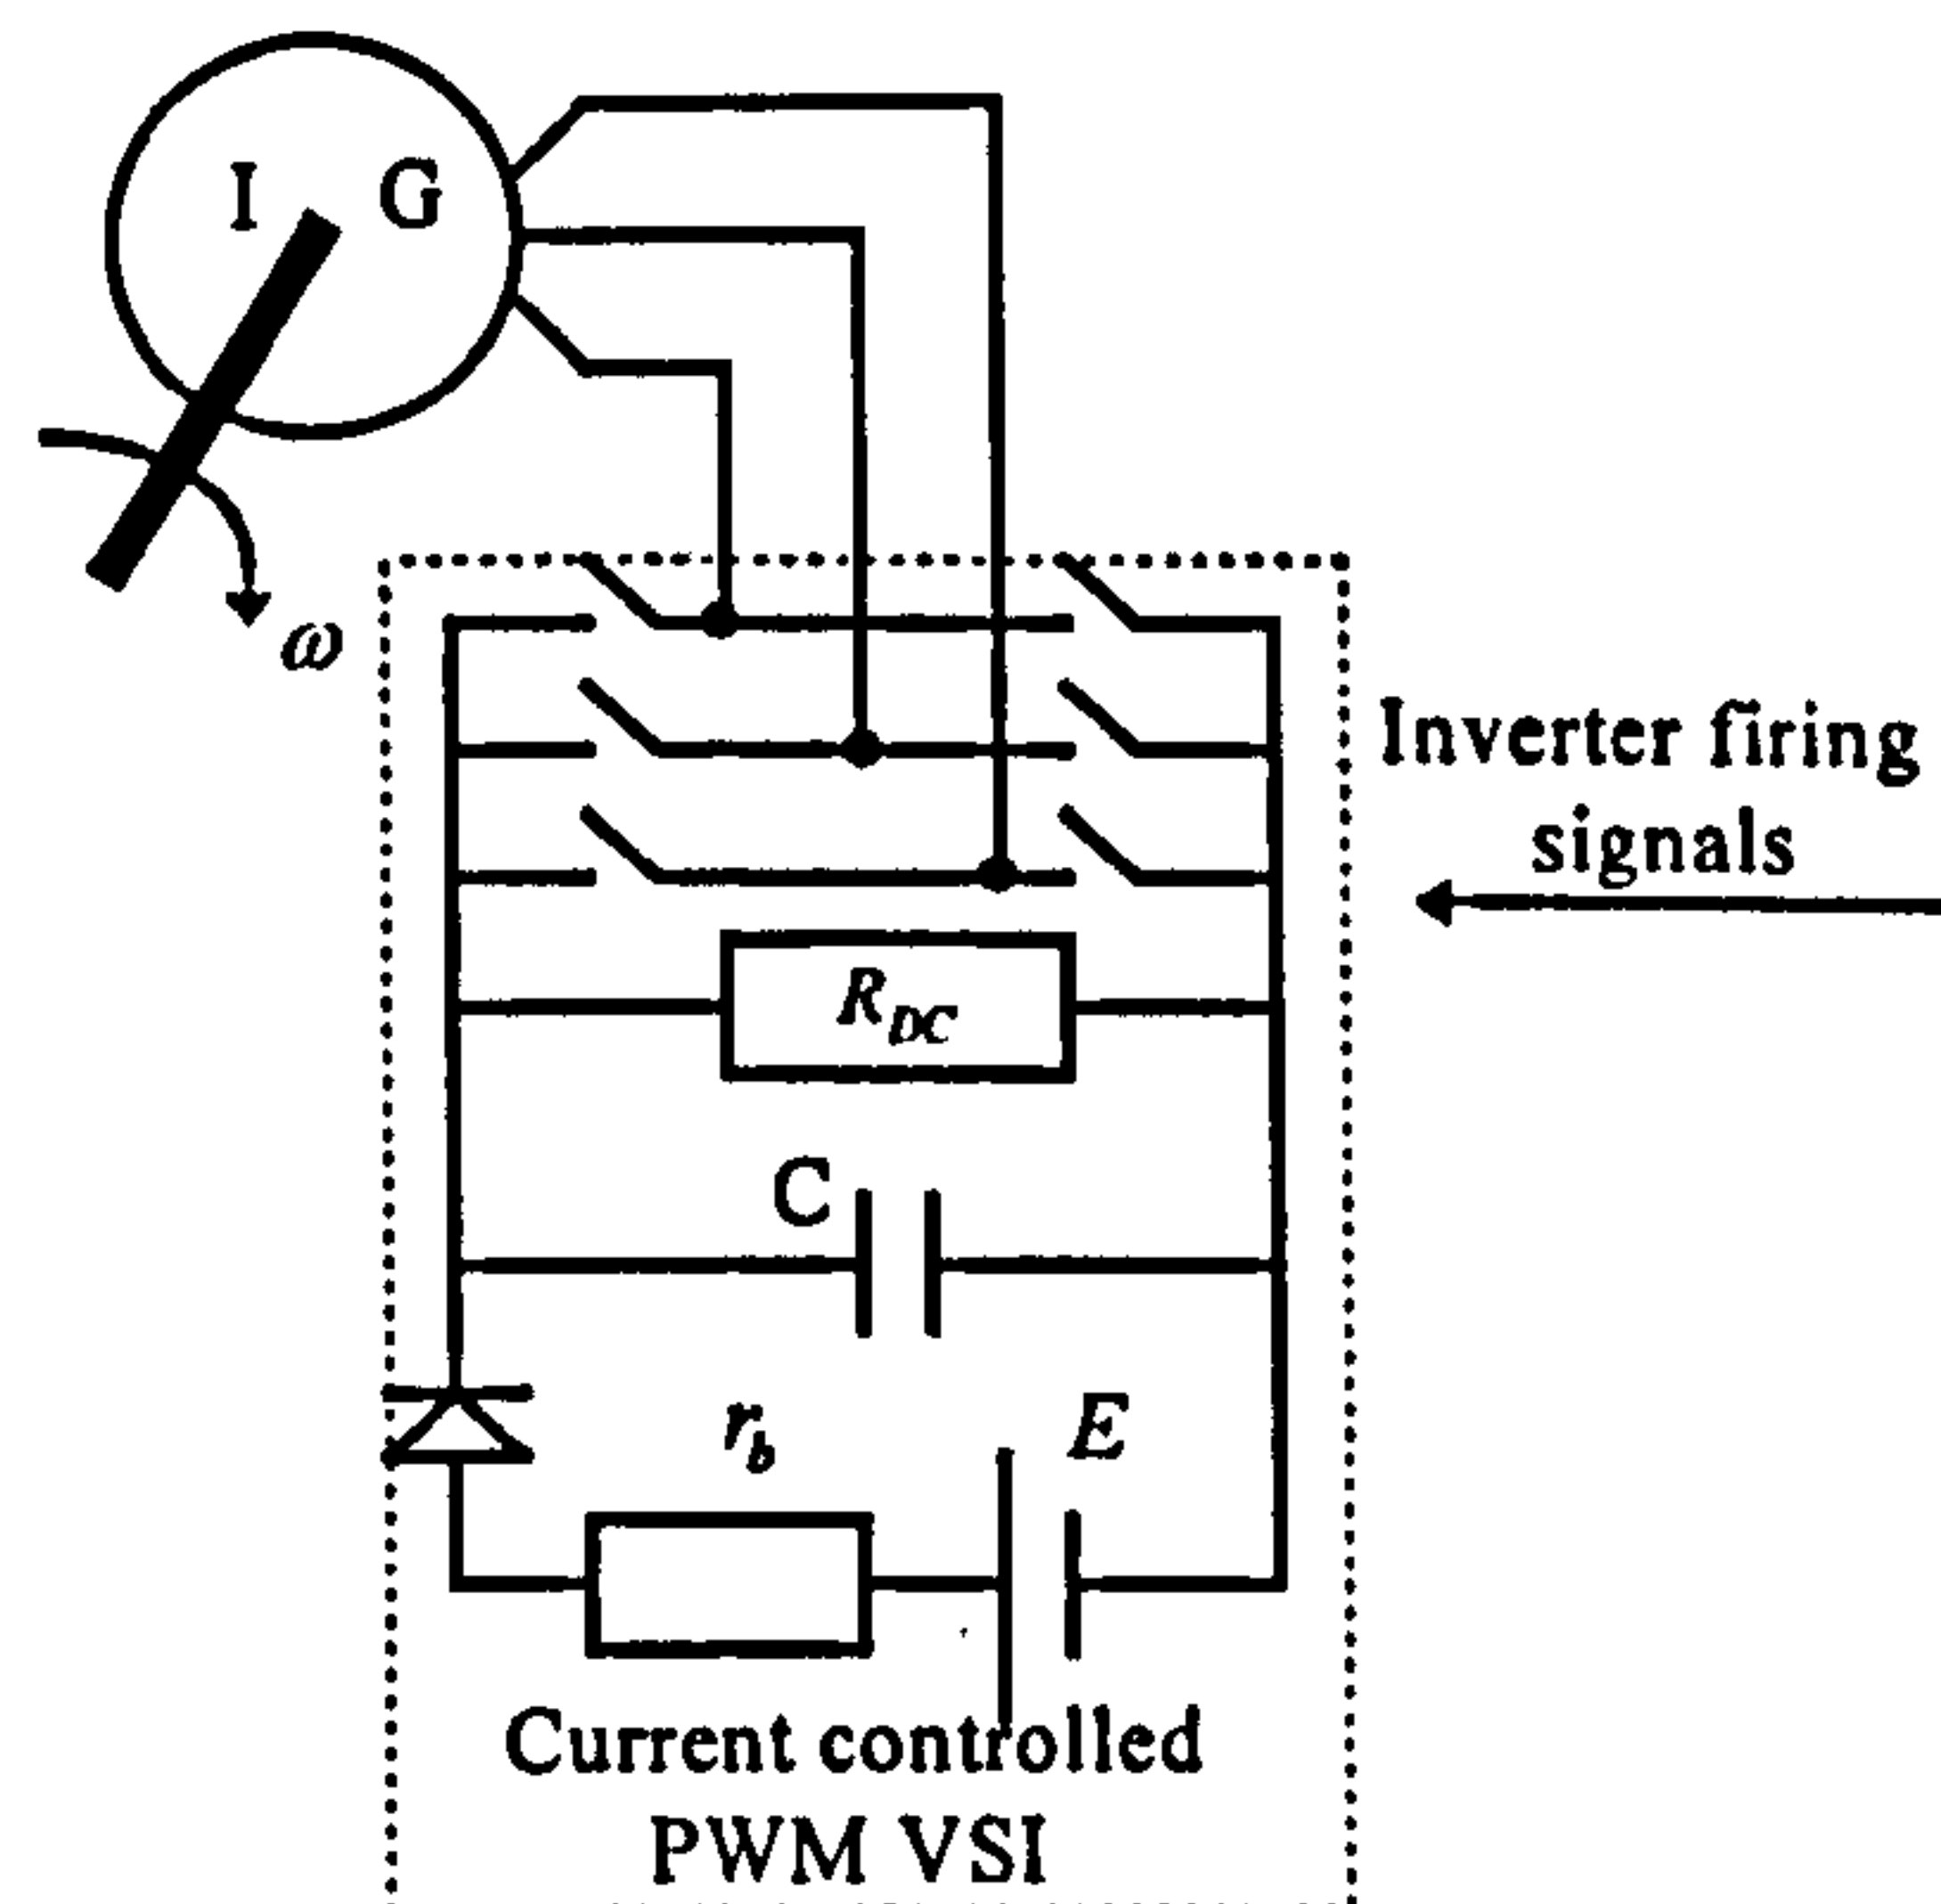 I G
ω
Inverter firing
signals
R_DC
C
r_b
E
Current controlled
PWM VSI